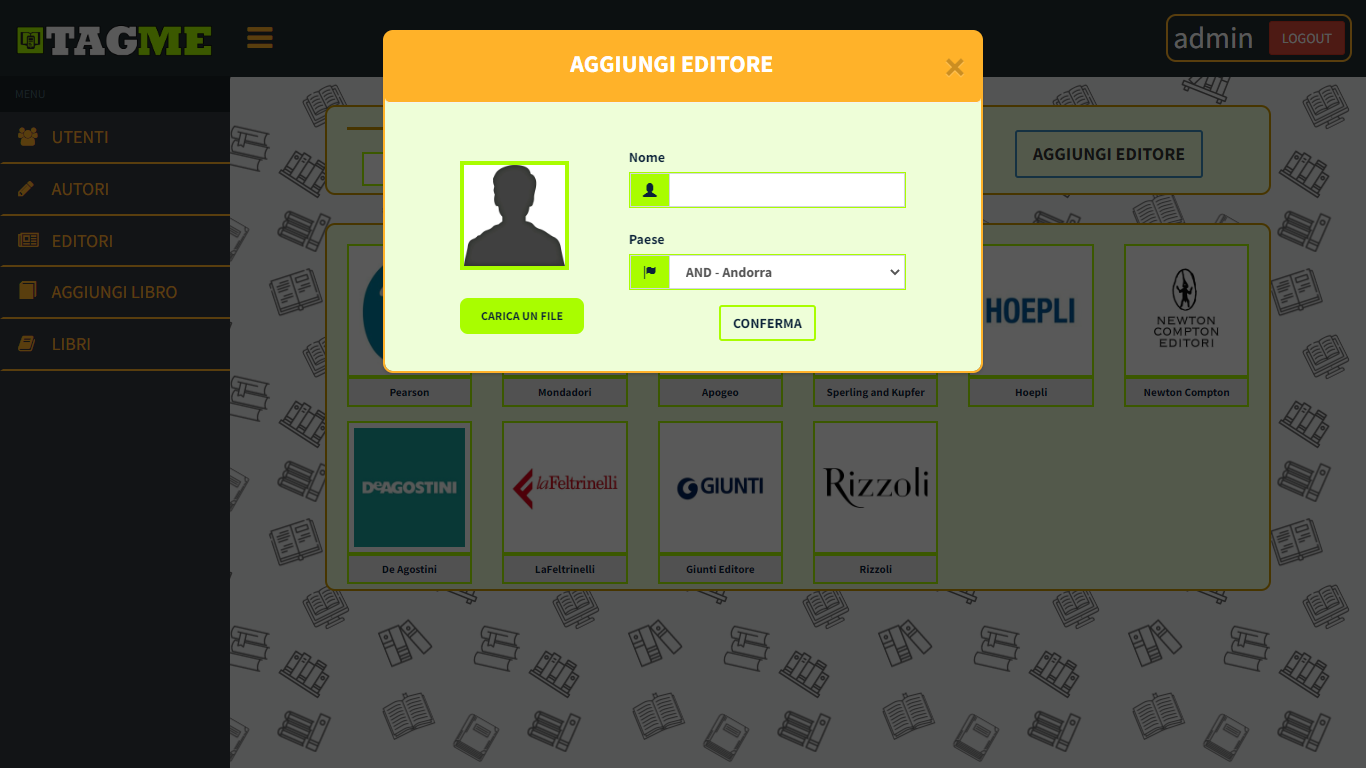 TAGME
admin
LOGOUT
AGGIUNGI EDITORE
×
MENU
UTENTI
AUTORI
EDITORI
AGGIUNGI LIBRO
LIBRI
AGGIUNGI EDITORE
Nome
Paese
AND - Andorra
CARICA UN FILE
CONFERMA
HOEPLI
NEWTON
COMPTON
EDITORI
Pearson
Mondadori
Apogeo
Sperling and Kupfer
Hoepli
Newton Compton
DeAGOSTINI
laFeltrinelli
GIUNTI
Rizzoli
De Agostini
LaFeltrinelli
Giunti Editore
Rizzoli